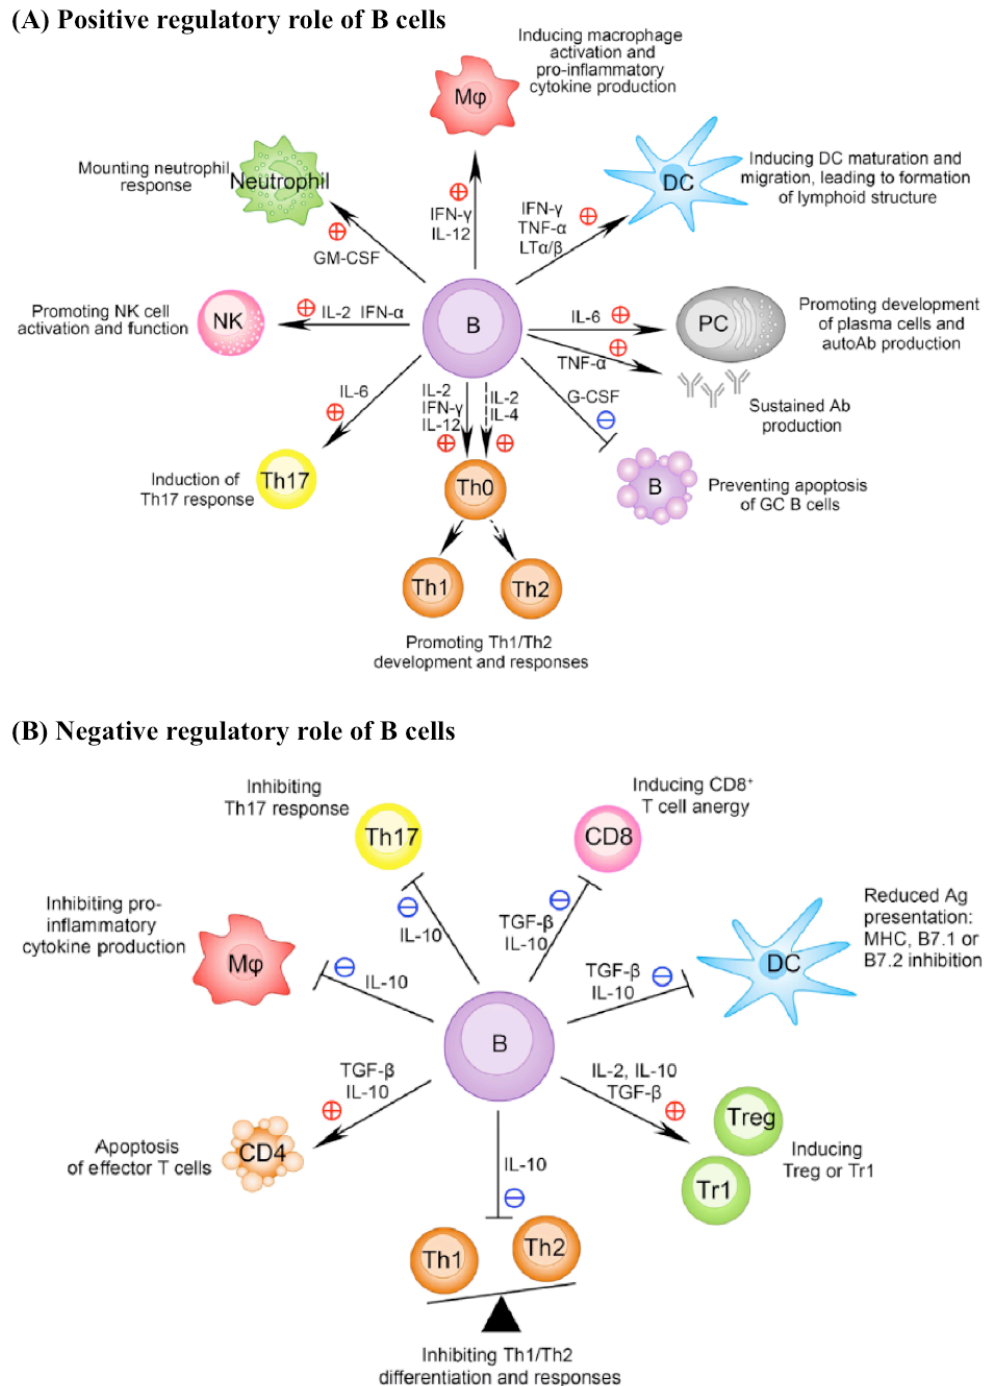 (A) Positive regulatory role of B cells
Inducing macrophage
activation and
pro-inflammatory
cytokine production
Mφ
Mounting neutrophil
response
Neutrophil
DC
Inducing DC maturation and
migration, leading to formation
of lymphoid structure
IFN-γ
IL-12
IFN-γ
TNF-α
LTα/β
GM-CSF
Promoting NK cell
activation and function
NK
IL-2 IFN-α
B
IL-6
PC
Promoting development
of plasma cells and
autoAb production
TNF-α
Sustained Ab
production
IL-6
IL-2
IFN-γ
IL-12
IL-2
IL-4
G-CSF
Induction of
Th17 response
Th17
Th0
B
Preventing apoptosis
of GC B cells
Th1
Th2
Promoting Th1/Th2
development and responses
(B) Negative regulatory role of B cells
Inhibiting
Th17 response
Th17
Inducing CD8⁺
T cell anergy
CD8
Inhibiting pro-
inflammatory
cytokine production
Mφ
IL-10
TGF-β
IL-10
Reduced Ag
presentation:
MHC, B7.1 or
B7.2 inhibition
DC
IL-10
TGF-β
IL-10
B
TGF-β
IL-10
IL-2, IL-10
TGF-β
Apoptosis
of effector T cells
CD4
Treg
Tr1
Inducing
Treg or Tr1
IL-10
Th1
Th2
Inhibiting Th1/Th2
differentiation and responses